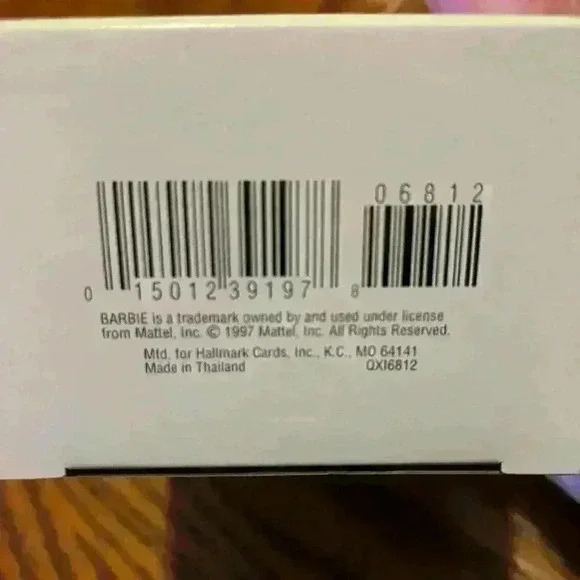 06812
0 15012 39197 8
BARBIE is a trademark owned by and used under license
from Mattel, Inc. © 1997 Mattel, Inc. All Rights Reserved.
Mfd. for Hallmark Cards, Inc., K.C., MO 64141
Made in Thailand QXI6812